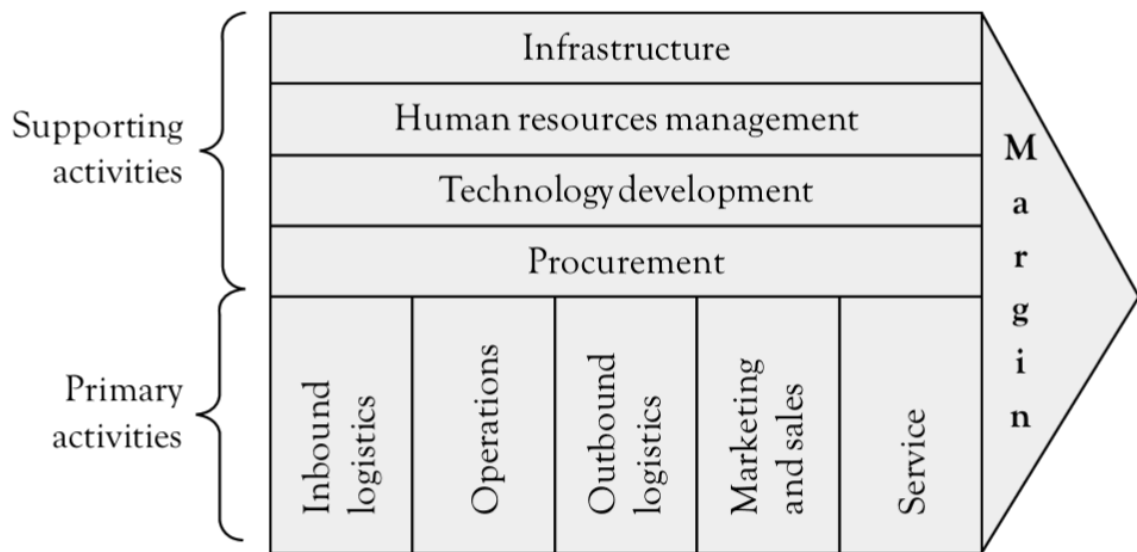 Supporting
activities
Infrastructure
Human resources management
Technology development
Procurement
Primary
activities
Inbound
logistics
Operations
Outbound
logistics
Marketing
and sales
Service
Margin